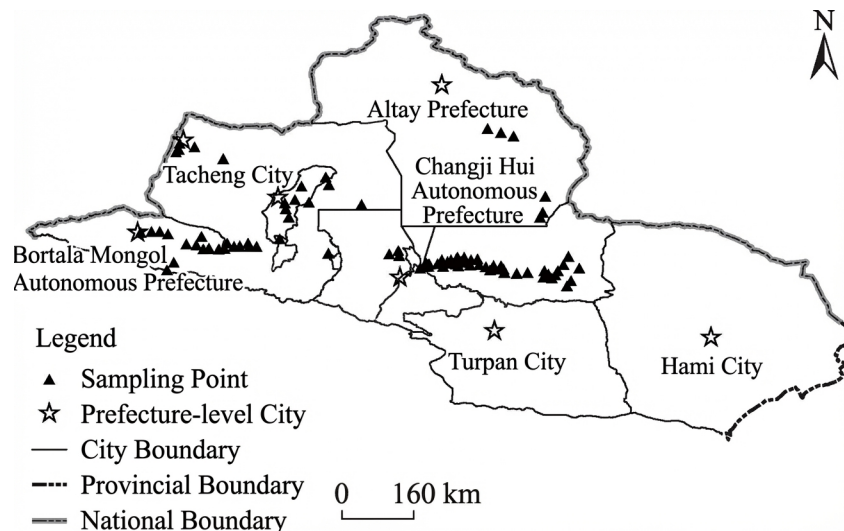 N
Altay Prefecture
Tacheng City
Changji Hui
Autonomous
Prefecture
Bortala Mongol
Autonomous Prefecture
Turpan City
Hami City
Legend
Sampling Point
Prefecture-level City
City Boundary
Provincial Boundary
National Boundary
0 160 km